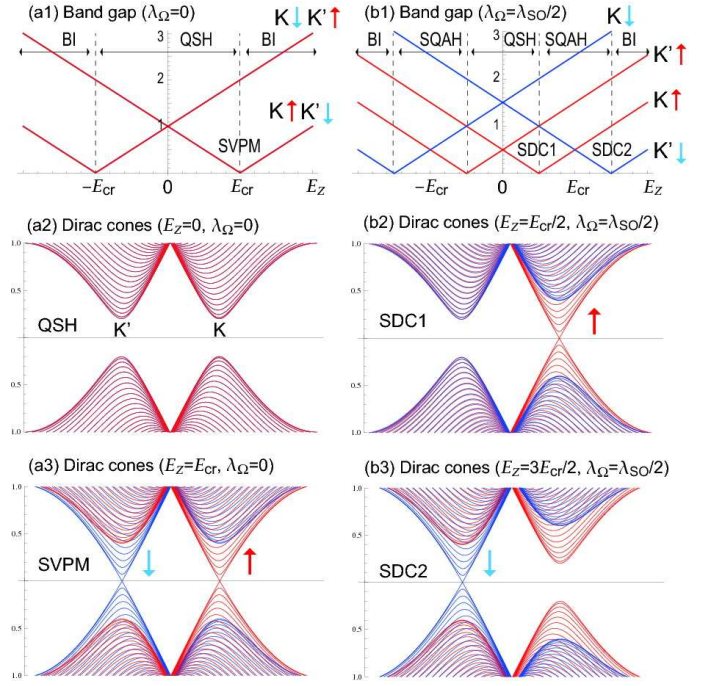 (a1) Band gap (λΩ=0)
BI QSH BI
K↓ K'↑
3
2
1
K↑ K'↓
SVPM
−Ecr 0 Ecr EZ
(b1) Band gap (λΩ=λSO/2)
K↓
BI SQAH QSH SQAH BI
K'↑
3
2
1
K↑
SDC1 SDC2
K'↓
−Ecr 0 Ecr EZ
(a2) Dirac cones (EZ=0, λΩ=0)
1.0
0.5
QSH
K' K
0.5
1.0
(b2) Dirac cones (EZ=Ecr/2, λΩ=λSO/2)
1.0
0.5
SDC1 ↑
0.5
1.0
(a3) Dirac cones (EZ=Ecr, λΩ=0)
1.0
0.5
SVPM ↓ ↑
0.5
1.0
(b3) Dirac cones (EZ=3Ecr/2, λΩ=λSO/2)
1.0
0.5
SDC2 ↓
0.5
1.0